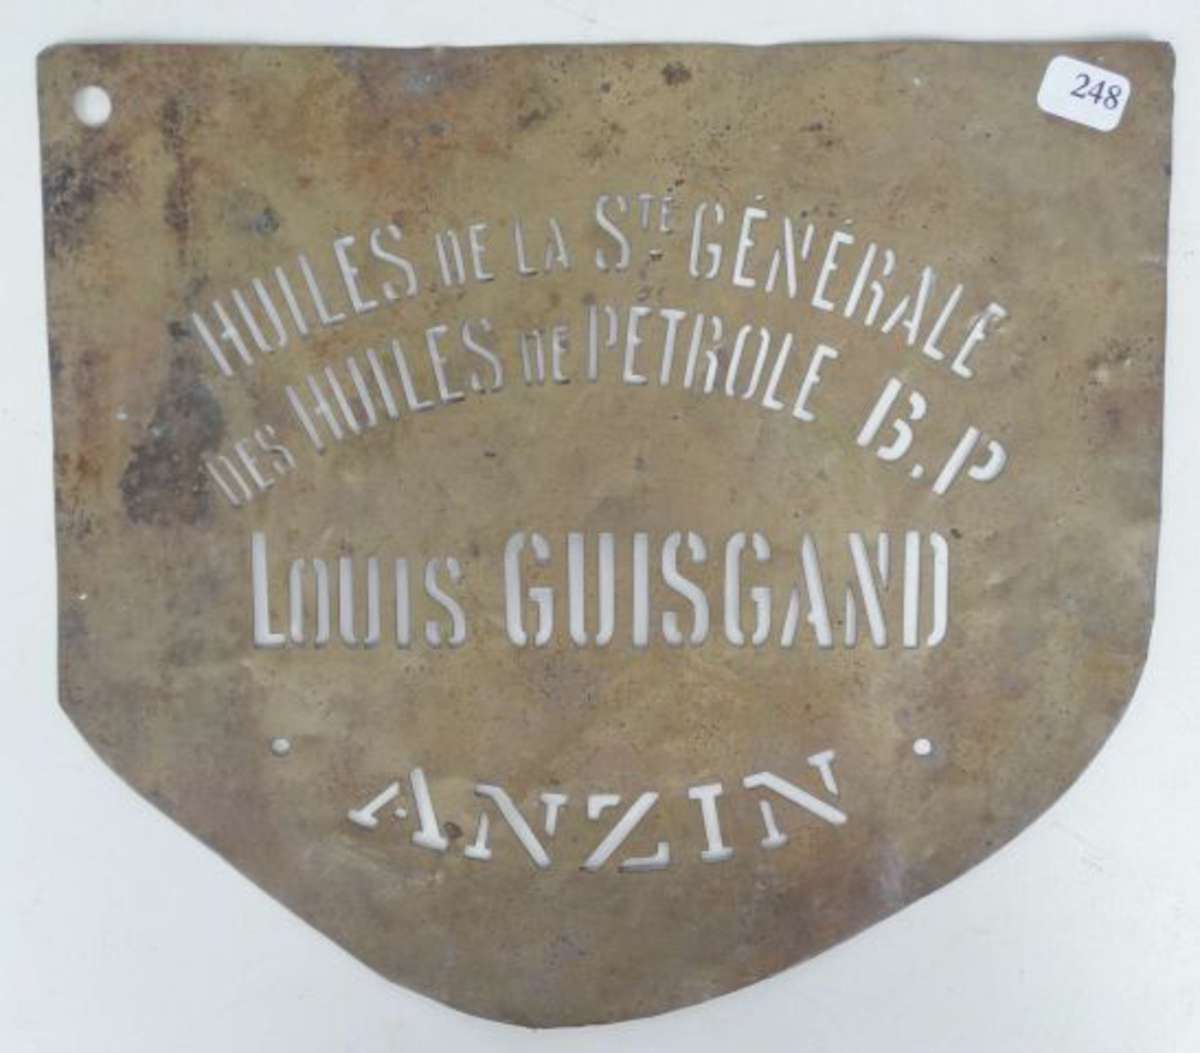 248
HUILES DE LA STÉ GÉNÉRALE
DES HUILES DE PÉTROLE B.P
LOUIS GUISGAND
ANZIN